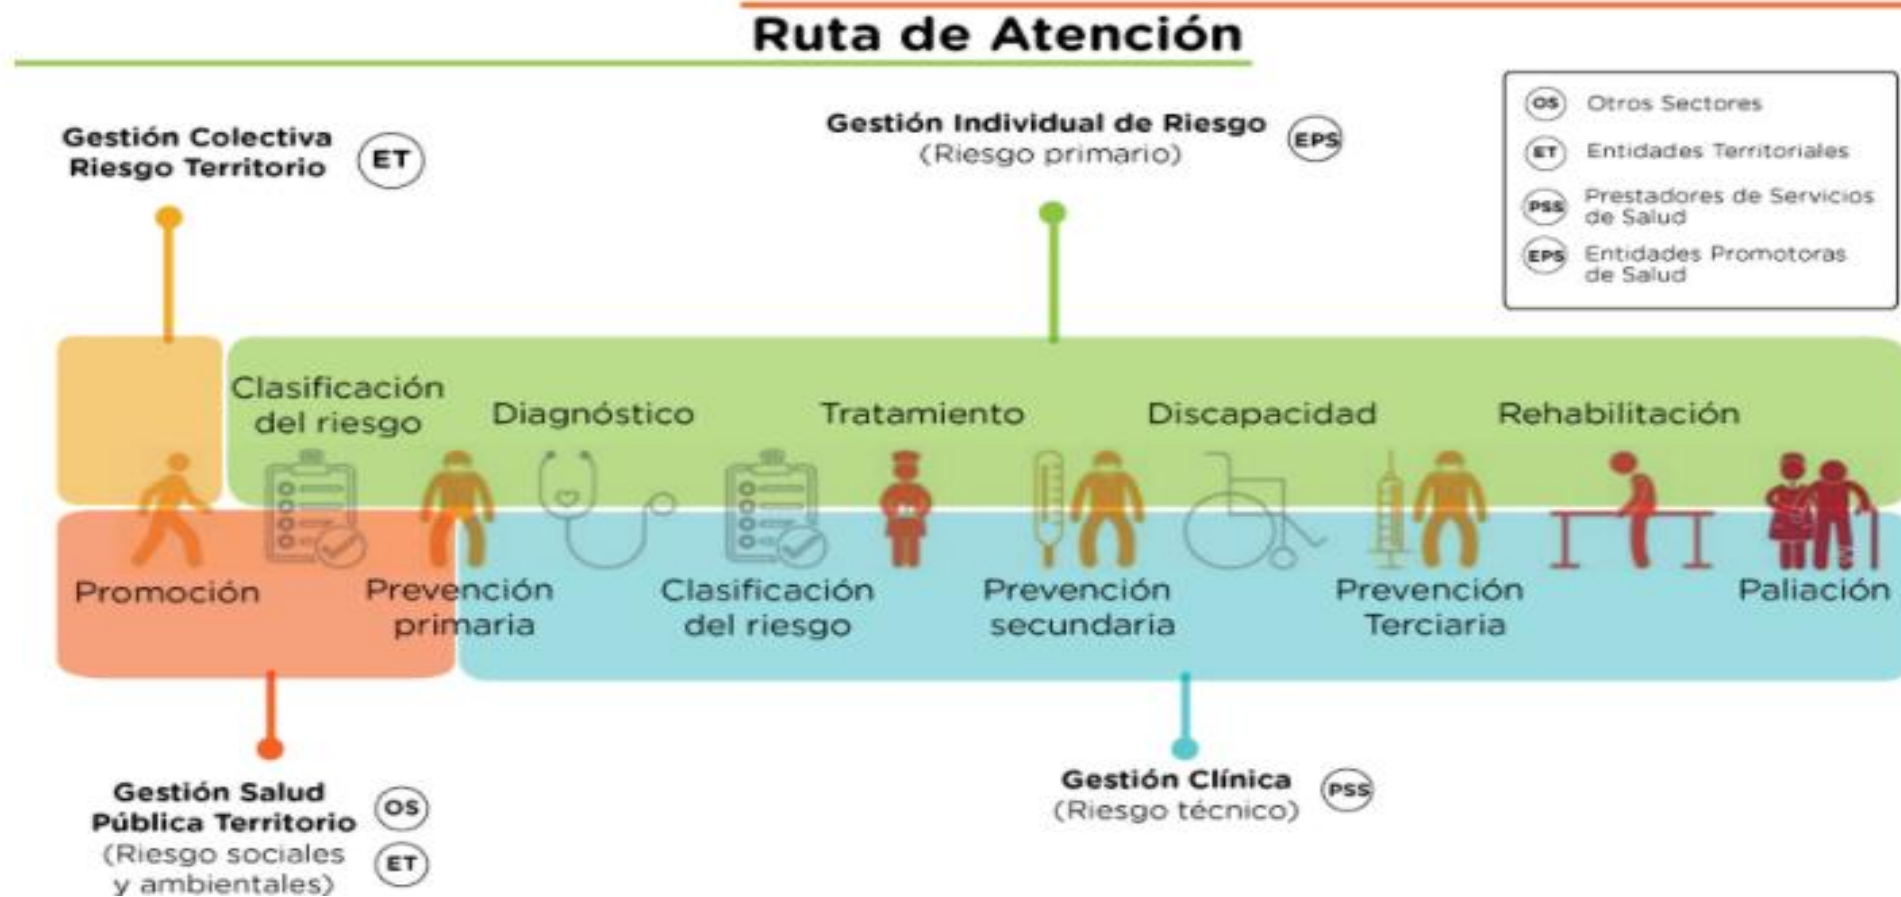 Ruta de Atención
Gestión Colectiva
Riesgo Territorio
ET
Gestión Individual de Riesgo
(Riesgo primario)
EPS
OS Otros Sectores
ET Entidades Territoriales
PSS Prestadores de Servicios
de Salud
EPS Entidades Promotoras
de Salud
Clasificación
del riesgo
Diagnóstico
Tratamiento
Discapacidad
Rehabilitación
Promoción
Prevención
primaria
Clasificación
del riesgo
Prevención
secundaria
Prevención
Terciaria
Paliación
Gestión Salud
Pública Territorio
(Riesgo sociales
y ambientales)
OS
ET
Gestión Clínica
(Riesgo técnico)
PSS